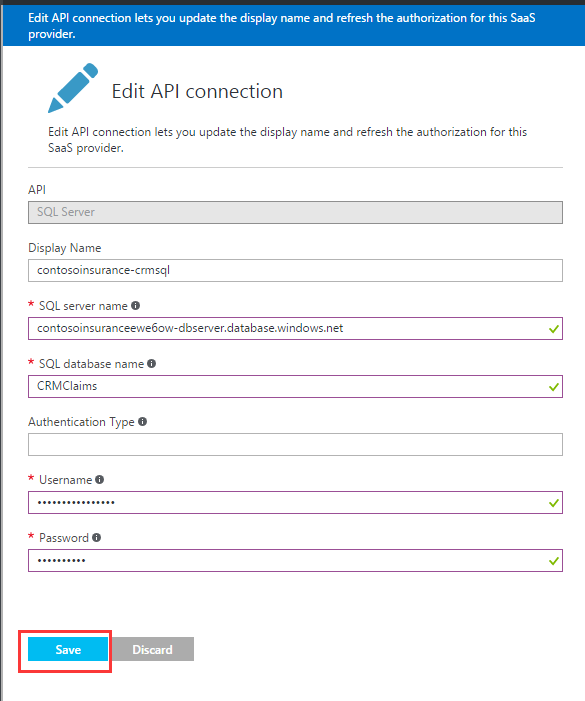 Edit API connection lets you update the display name and refresh the authorization for this SaaS
provider.
Edit API connection
Edit API connection lets you update the display name and refresh the authorization for this
SaaS provider.
API
SQL Server
Display Name
contosoinsurance-crmsql
* SQL server name
contosoinsuranceewe6ow-dbserver.database.windows.net
* SQL database name
CRMClaims
Authentication Type
* Username
••••••••••••••••
* Password
••••••••••
Save Discard